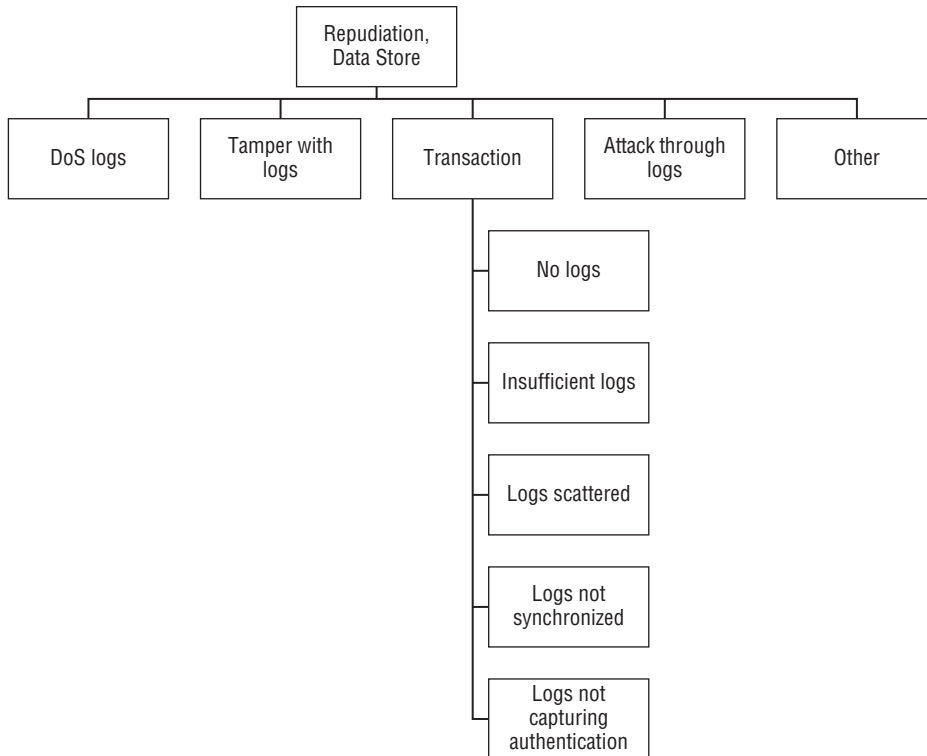 Repudiation,
Data Store
DoS logs
Tamper with
logs
Transaction
Attack through
logs
Other
No logs
Insufficient logs
Logs scattered
Logs not
synchronized
Logs not
capturing
authentication